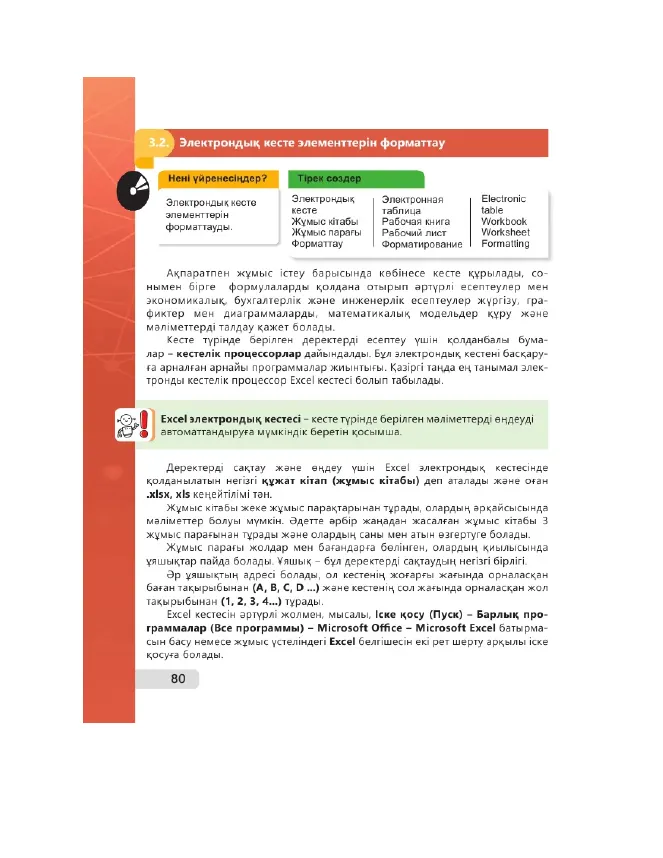 3.2. Электрондық кесте элементтерін форматтау
Нені үйренесіңдер?
Электрондық кесте
элементтерін
форматтауды.
Тірек сөздер
Электрондық
кесте
Жұмыс кітабы
Жұмыс парағы
Форматтау
Электронная
таблица
Рабочая книга
Рабочий лист
Форматирование
Electronic
table
Workbook
Worksheet
Formatting
Ақпаратпен жұмыс істеу барысында көбінесе кесте құрылады, со-
нымен бірге формулаларды қолдана отырып әртүрлі есептеулер мен
экономикалық, бухгалтерлік және инженерлік есептеулер жүргізу, гра-
фиктер мен диаграммаларды, математикалық модельдер құру және
мәліметтерді талдау қажет болады.
Кесте түрінде берілген деректерді есептеу үшін қолданбалы бума-
лар – кестелік процессорлар дайындалды. Бұл электрондық кестені басқару-
ға арналған арнайы программалар жиынтығы. Қазіргі таңда ең танымал элек-
тронды кестелік процессор Excel кестесі болып табылады.
Excel электрондық кестесі – кесте түрінде берілген мәліметтерді өңдеуді
автоматтандыруға мүмкіндік беретін қосымша.
Деректерді сақтау және өңдеу үшін Excel электрондық кестесінде
қолданылатын негізгі құжат кітап (жұмыс кітабы) деп аталады және оған
.xlsx, xls кеңейтілімі тән.
Жұмыс кітабы жеке жұмыс парақтарынан тұрады, олардың әрқайсысында
мәліметтер болуы мүмкін. Әдетте әрбір жаңадан жасалған жұмыс кітабы 3
жұмыс парағынан тұрады және олардың саны мен атын өзгертуге болады.
Жұмыс парағы жолдар мен бағандарға бөлінген, олардың қиылысында
ұяшықтар пайда болады. Ұяшық – бұл деректерді сақтаудың негізгі бірлігі.
Әр ұяшықтың адресі болады, ол кестенің жоғарғы жағында орналасқан
баған тақырыбынан (A, B, C, D ...) және кестенің сол жағында орналасқан жол
тақырыбынан (1, 2, 3, 4...) тұрады.
Excel кестесін әртүрлі жолмен, мысалы, Іске қосу (Пуск) – Барлық про-
граммалар (Все программы) – Microsoft Office – Microsoft Excel батырма-
сын басу немесе жұмыс үстеліндегі Excel белгішесін екі рет шерту арқылы іске
қосуға болады.
80